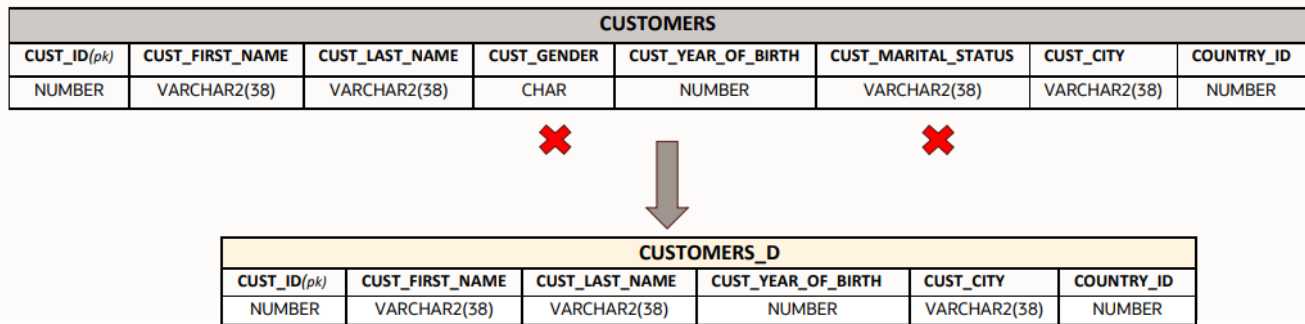 CUSTOMERS
CUST_ID(pk) CUST_FIRST_NAME CUST_LAST_NAME CUST_GENDER CUST_YEAR_OF_BIRTH CUST_MARITAL_STATUS CUST_CITY COUNTRY_ID
NUMBER VARCHAR2(38) VARCHAR2(38) CHAR NUMBER VARCHAR2(38) VARCHAR2(38) NUMBER
CUSTOMERS_D
CUST_ID(pk) CUST_FIRST_NAME CUST_LAST_NAME CUST_YEAR_OF_BIRTH CUST_CITY COUNTRY_ID
NUMBER VARCHAR2(38) VARCHAR2(38) NUMBER VARCHAR2(38) NUMBER